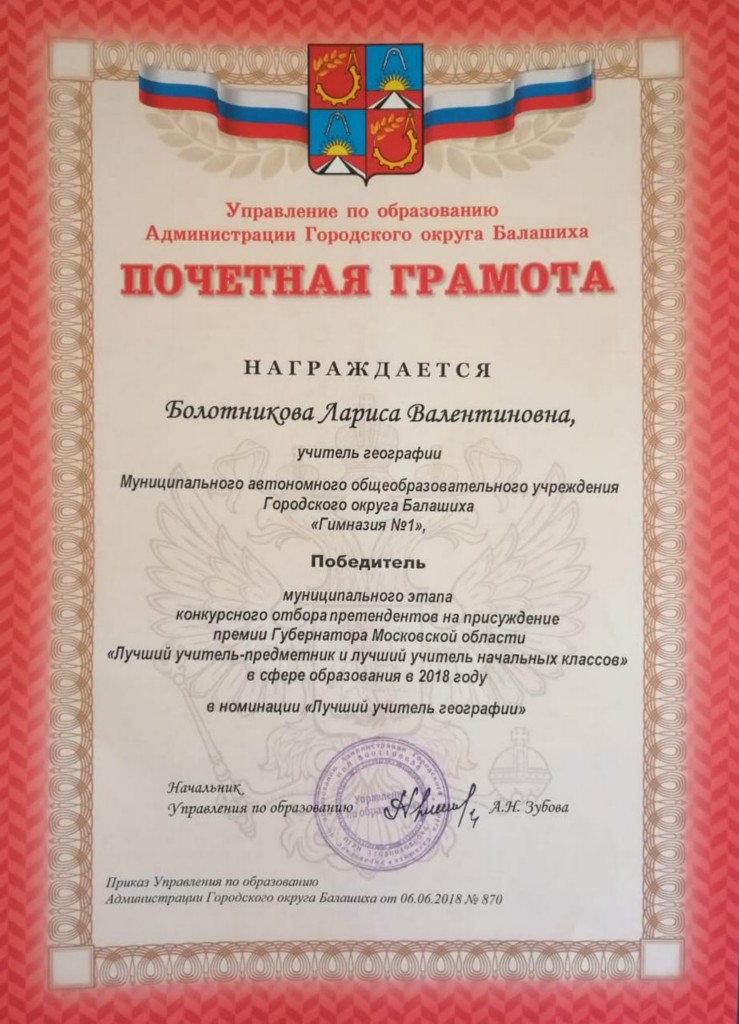 Управление по образованию
Администрации Городского округа Балашиха
ПОЧЕТНАЯ ГРАМОТА
НАГРАЖДАЕТСЯ
Болотникова Лариса Валентиновна,
учитель географии
Муниципального автономного общеобразовательного учреждения
Городского округа Балашиха
«Гимназия №1»,
Победитель
муниципального этапа
конкурсного отбора претендентов на присуждение
премии Губернатора Московской области
«Лучший учитель-предметник и лучший учитель начальных классов»
в сфере образования в 2018 году
в номинации «Лучший учитель географии»
Начальник
Управления по образованию А.Н. Зубова
Управление
по образованию
Приказ Управления по образованию
Администрации Городского округа Балашиха от 06.06.2018 № 870